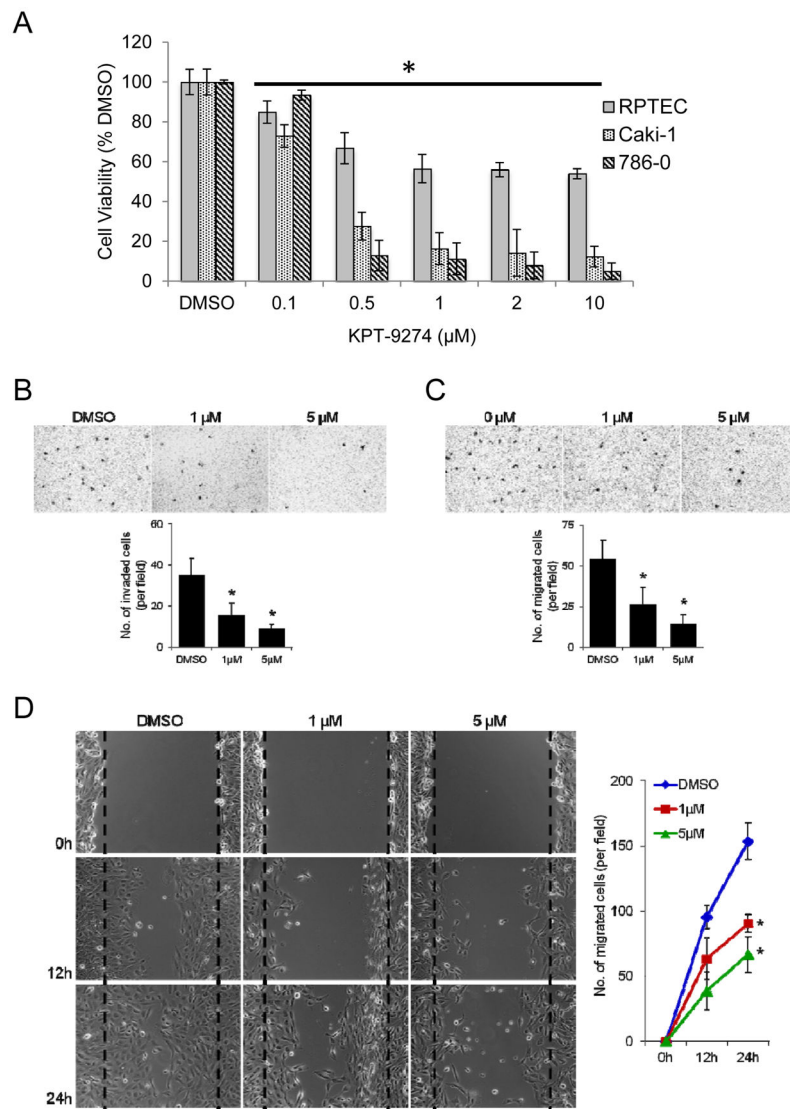 A
*
Cell Viability (% DMSO)
120
100
80
60
40
20
0
RPTEC
Caki-1
786-0
DMSO 0.1 0.5 1 2 10
KPT-9274 (µM)
B
DMSO 1 µM 5 µM
No. of invaded cells
(per field)
60
40
20
0
*
*
DMSO 1µM 5µM
C
0 µM 1 µM 5 µM
No. of migrated cells
(per field)
75
50
25
0
*
*
DMSO 1µM 5µM
D
DMSO 1 µM 5 µM
0h
12h
24h
No. of migrated cells (per field)
200
150
100
50
0
DMSO
1µM
5µM
*
*
0h 12h 24h